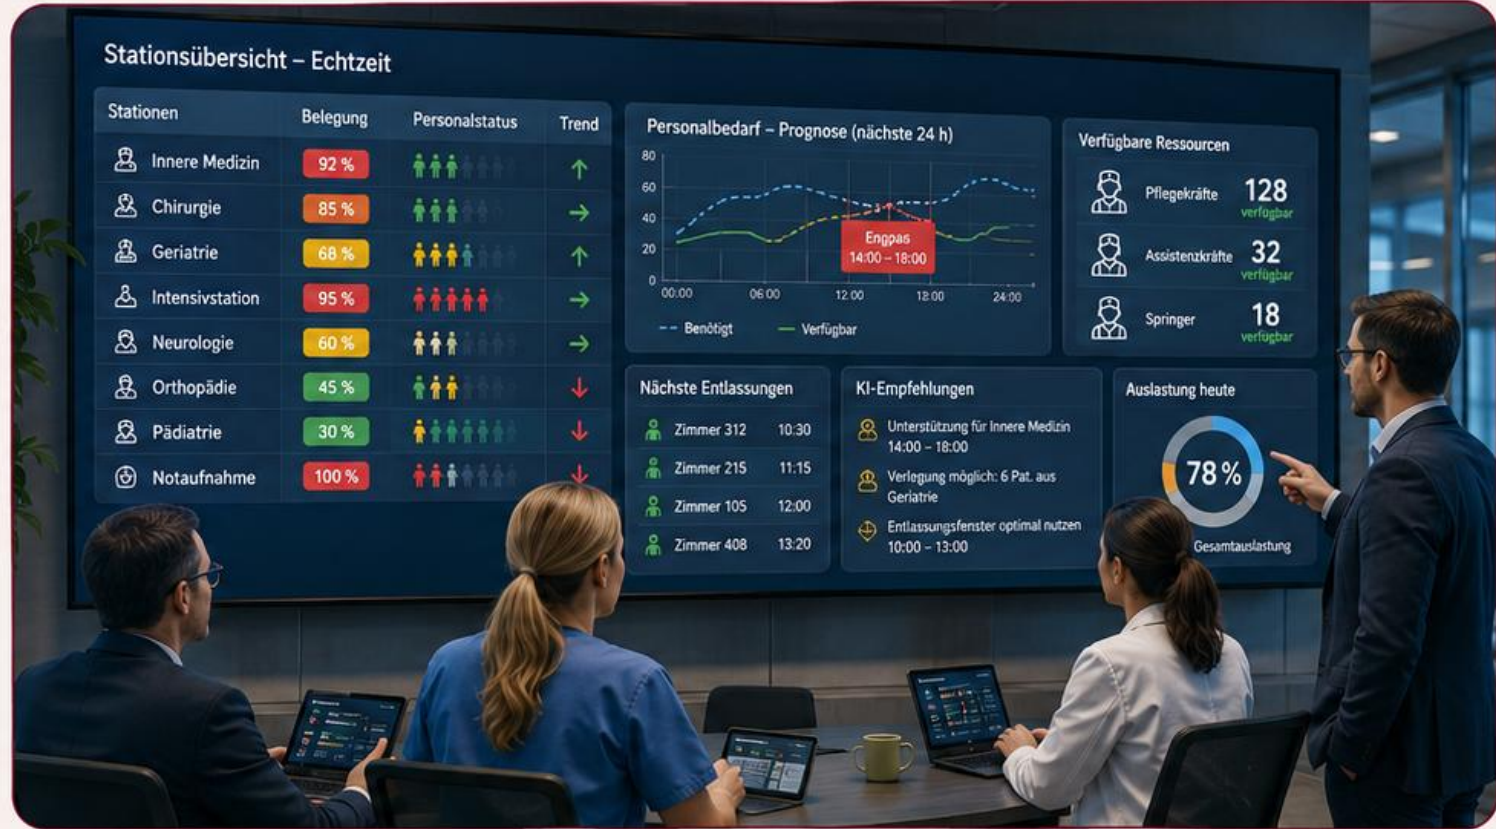 Stationsübersicht – Echtzeit
Stationen Belegung Personalstatus Trend
Innere Medizin 92 %
Chirurgie 85 %
Geriatrie 68 %
Intensivstation 95 %
Neurologie 60 %
Orthopädie 45 %
Pädiatrie 30 %
Notaufnahme 100 %
Personalbedarf – Prognose (nächste 24 h)
80
60
40
20
0
Engpas
14:00 – 18:00
00:00 06:00 12:00 18:00 24:00
Benötigt Verfügbar
Verfügbare Ressourcen
Pflegekräfte 128
verfügbar
Assistenzkräfte 32
verfügbar
Springer 18
verfügbar
Nächste Entlassungen
Zimmer 312 10:30
Zimmer 215 11:15
Zimmer 105 12:00
Zimmer 408 13:20
KI-Empfehlungen
Unterstützung für Innere Medizin
14:00 – 18:00
Verlegung möglich: 6 Pat. aus
Geriatrie
Entlassungsfenster optimal nutzen
10:00 – 13:00
Auslastung heute
78 %
Gesamtauslastung